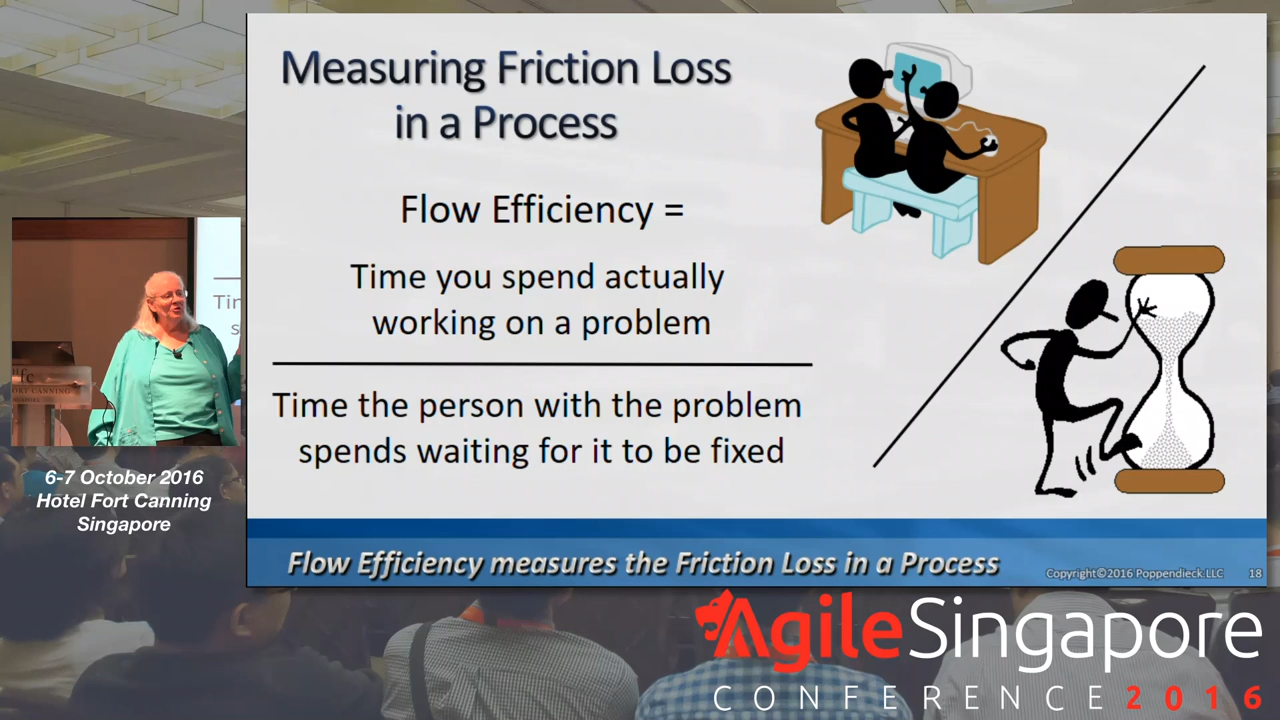 Measuring Friction Loss
in a Process
Flow Efficiency =
Time you spend actually
working on a problem
Time the person with the problem
spends waiting for it to be fixed
Flow Efficiency measures the Friction Loss in a Process
Copyright©2016 Poppendieck LLC 18
6-7 October 2016
Hotel Fort Canning
Singapore
AgileSingapore
CONFERENCE 2016